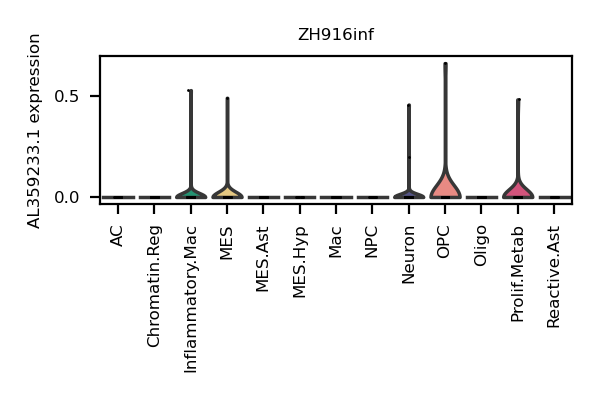 ZH916inf
AL359233.1 expression
0.5
0.0
AC
Chromatin.Reg
Inflammatory.Mac
MES
MES.Ast
MES.Hyp
Mac
NPC
Neuron
OPC
Oligo
Prolif.Metab
Reactive.Ast